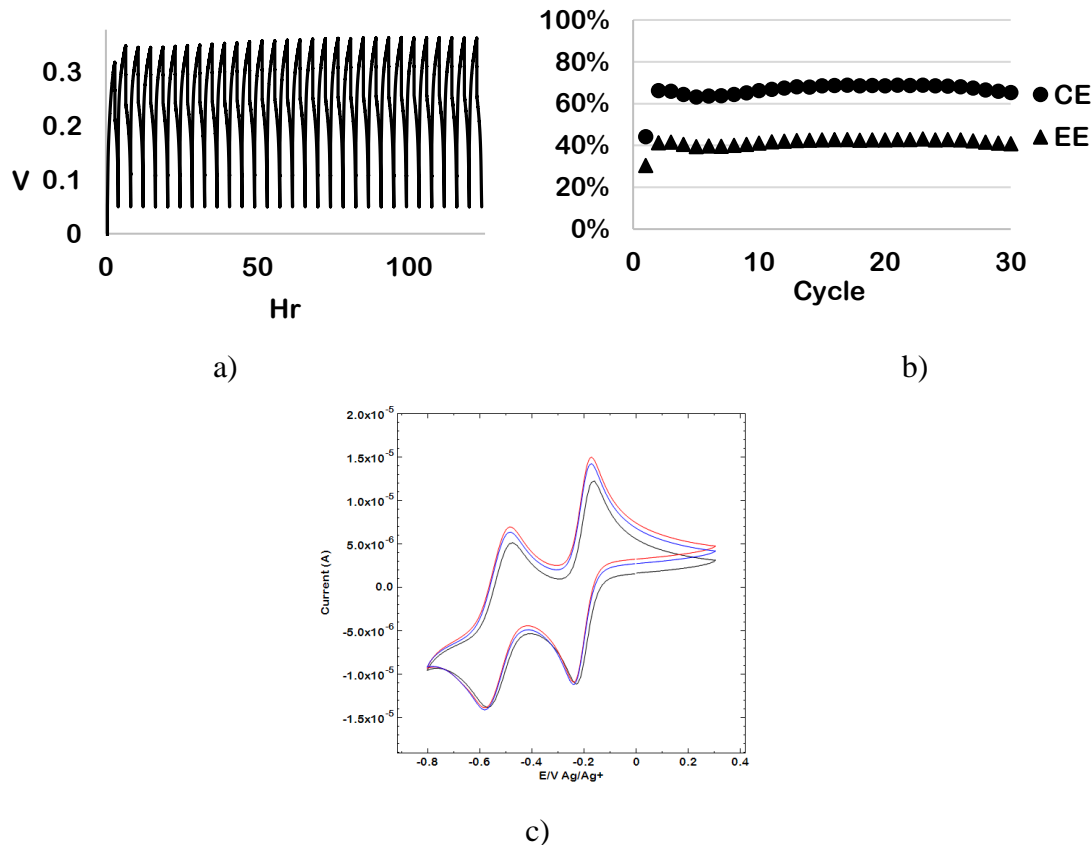 0.3
0.2
V
0.1
0
0 50 100
Hr
a)
100%
80%
60%
40%
20%
0%
CE
EE
0 10 20 30
Cycle
b)
2.0x10-5
1.5x10-5
1.0x10-5
5.0x10-6
0.0
-5.0x10-6
-1.0x10-5
-1.5x10-5
Current (A)
-0.8 -0.6 -0.4 -0.2 0 0.2 0.4
E/V Ag/Ag+
c)